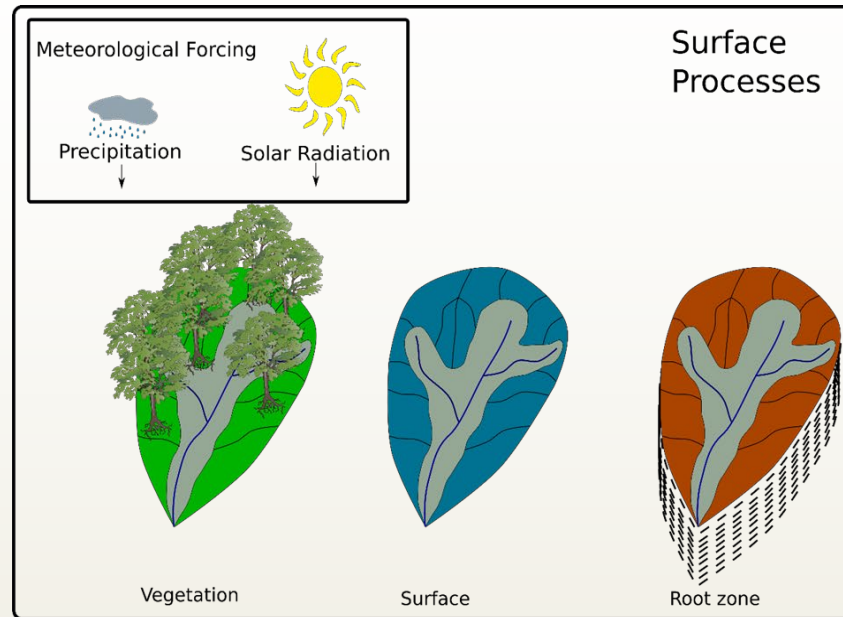 Meteorological Forcing
Surface
Processes
Precipitation
Solar Radiation
Vegetation
Surface
Root zone